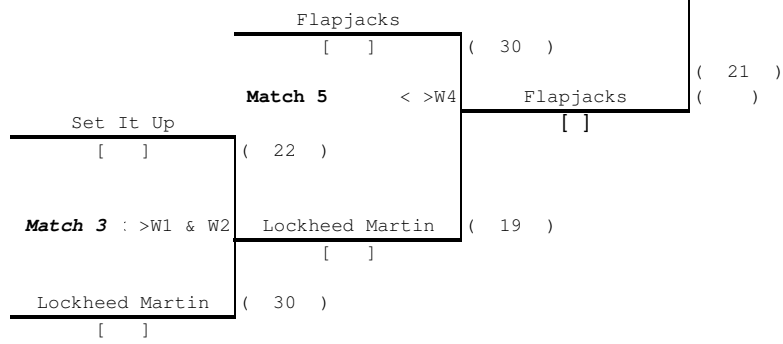 Flapjacks
[ ] ( 30 )
( 21 )
Match 5 < >W4 Flapjacks ( )
Set It Up [ ]
[ ] ( 22 )
Match 3 : >W1 & W2 Lockheed Martin ( 19 )
[ ]
Lockheed Martin ( 30 )
[ ]